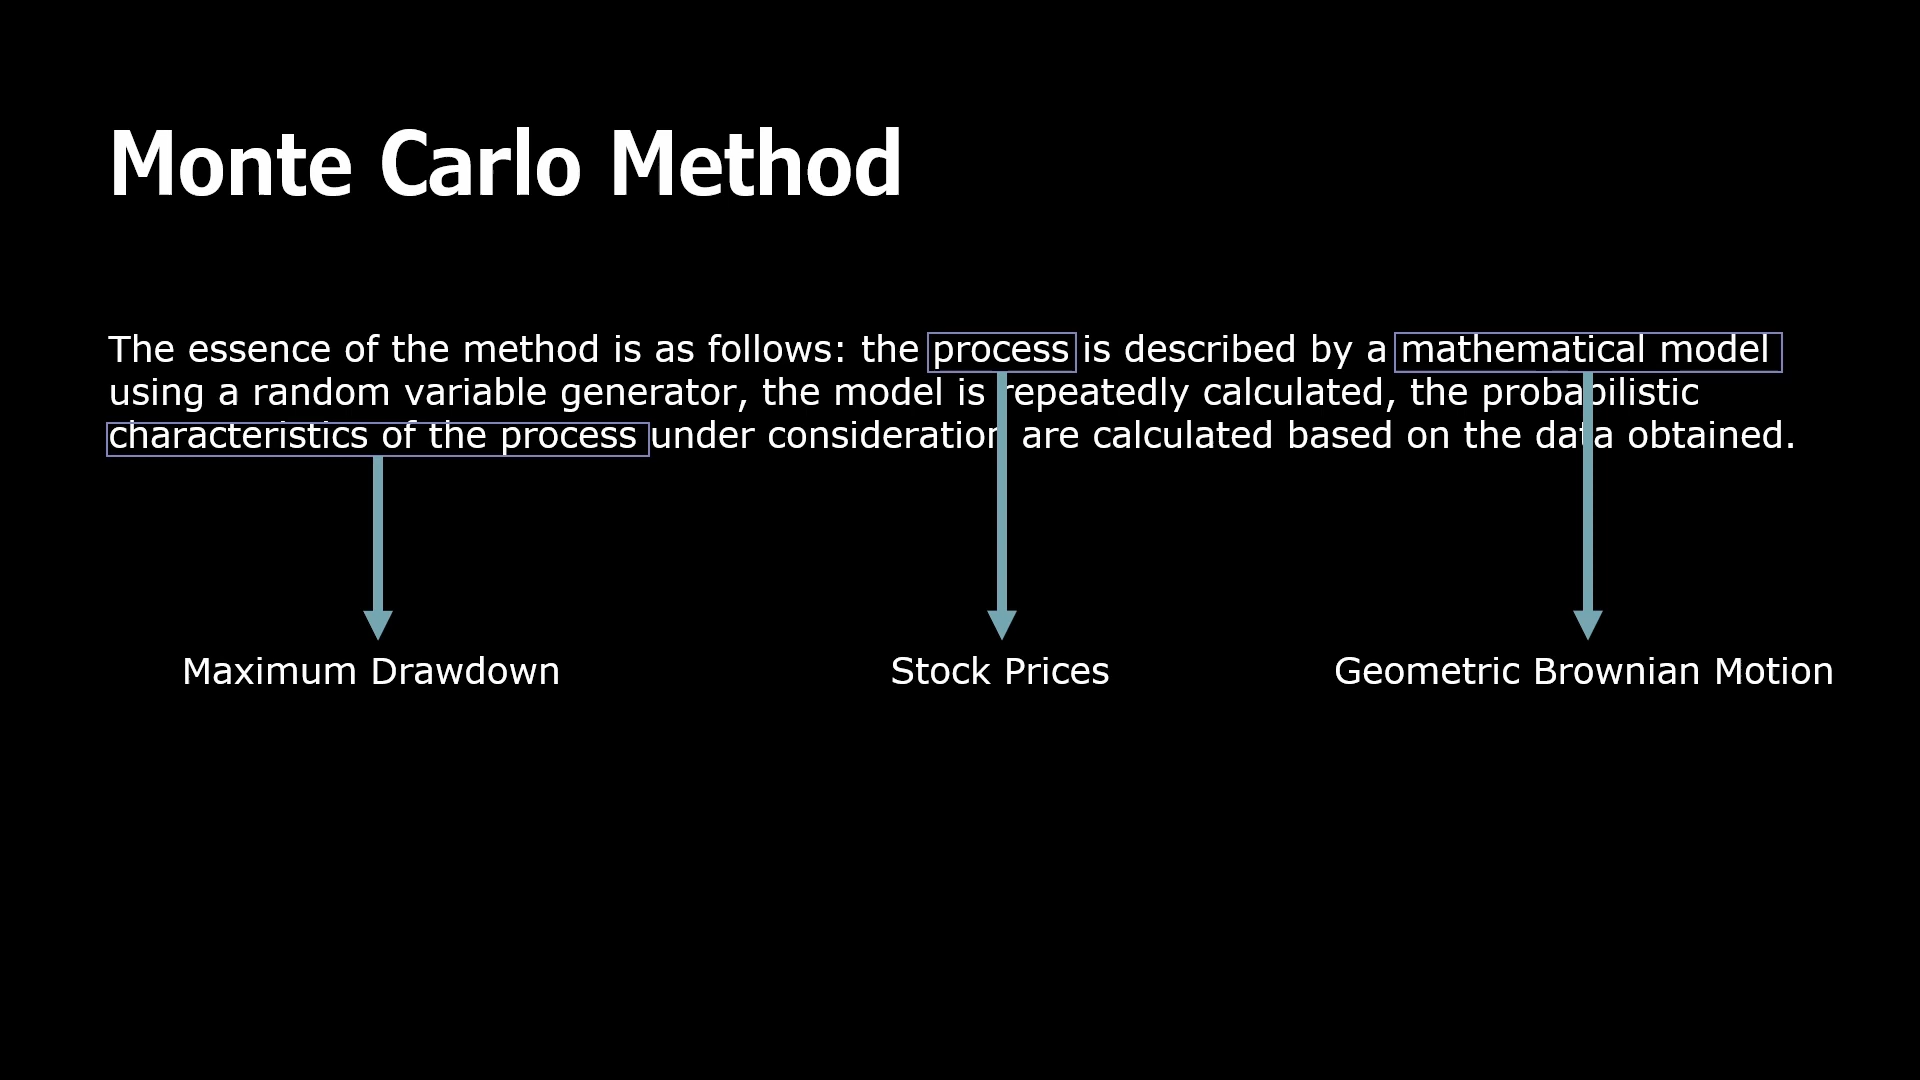 Monte Carlo Method
The essence of the method is as follows: the process is described by a mathematical model
using a random variable generator, the model is repeatedly calculated, the probabilistic
characteristics of the process under consideration are calculated based on the data obtained.
Maximum Drawdown
Stock Prices
Geometric Brownian Motion